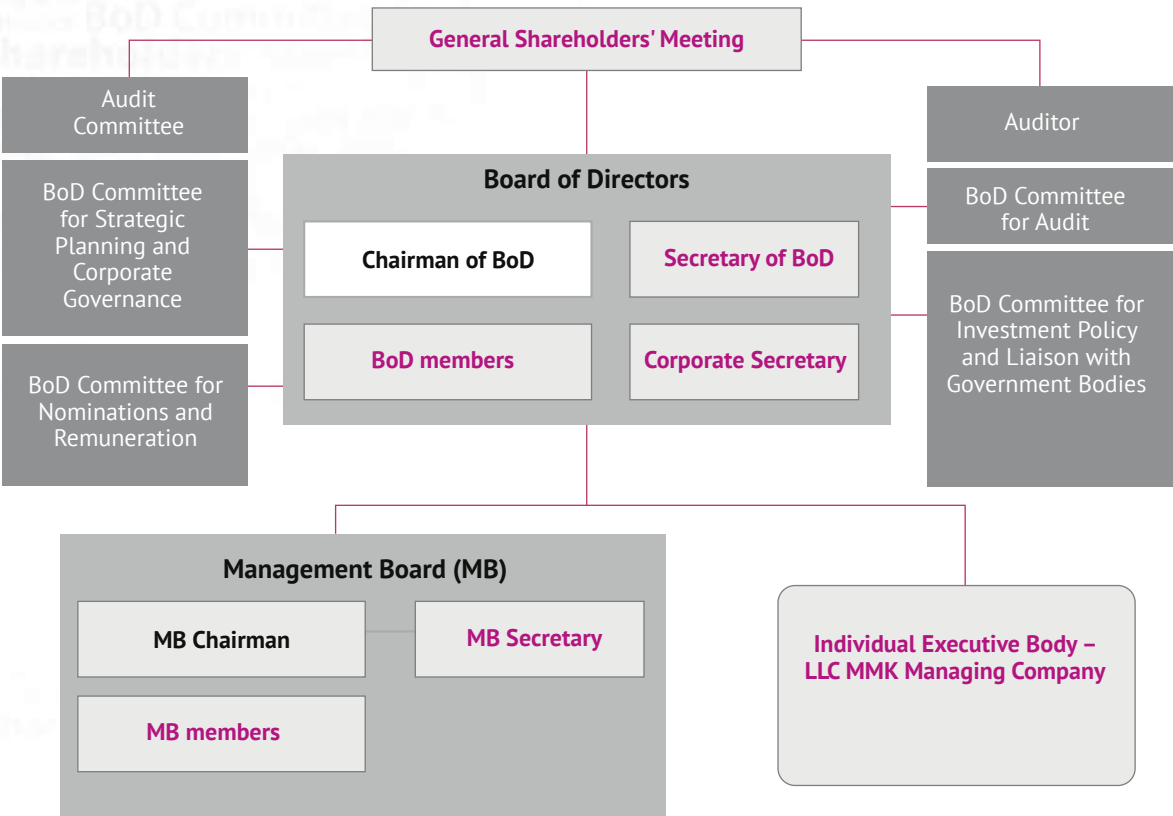 General Shareholders' Meeting
Audit
Committee
Auditor
BoD Committee
for Strategic
Planning and
Corporate
Governance
BoD Committee for
Nominations and
Remuneration
Board of Directors
Chairman of BoD
Secretary of BoD
BoD members
Corporate Secretary
BoD Committee
for Audit
BoD Committee for
Investment Policy
and Liaison with
Government Bodies
Management Board (MB)
MB Chairman
MB Secretary
MB members
Individual Executive Body –
LLC MMK Managing Company